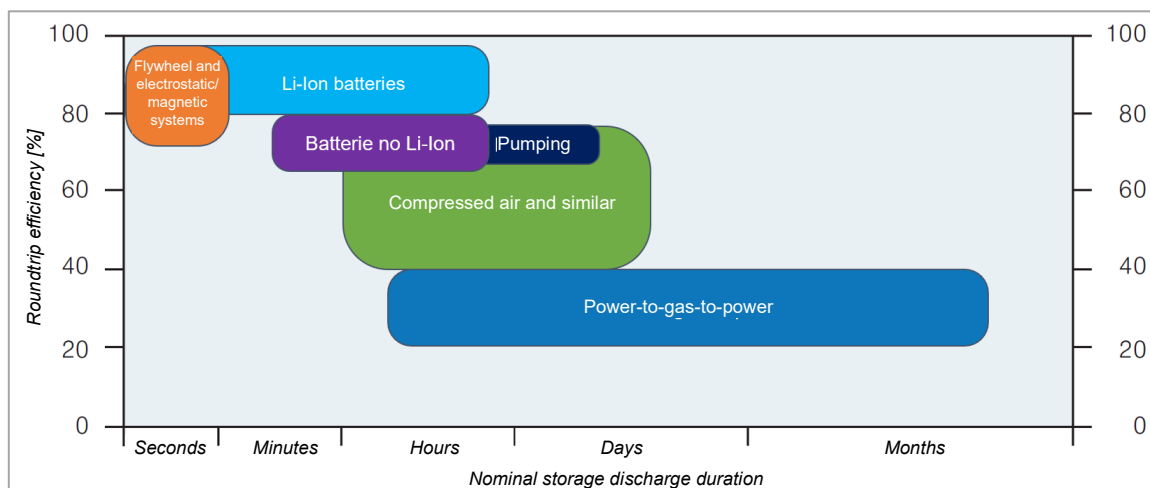 Roundtrip efficiency [%]
100
80
60
40
20
0
Flywheel and
electrostatic/
magnetic
systems
Li-Ion batteries
Batterie no Li-Ion
Pumping
Compressed air and similar
Power-to-gas-to-power
100
80
60
40
20
0
Seconds
Minutes
Hours
Days
Months
Nominal storage discharge duration